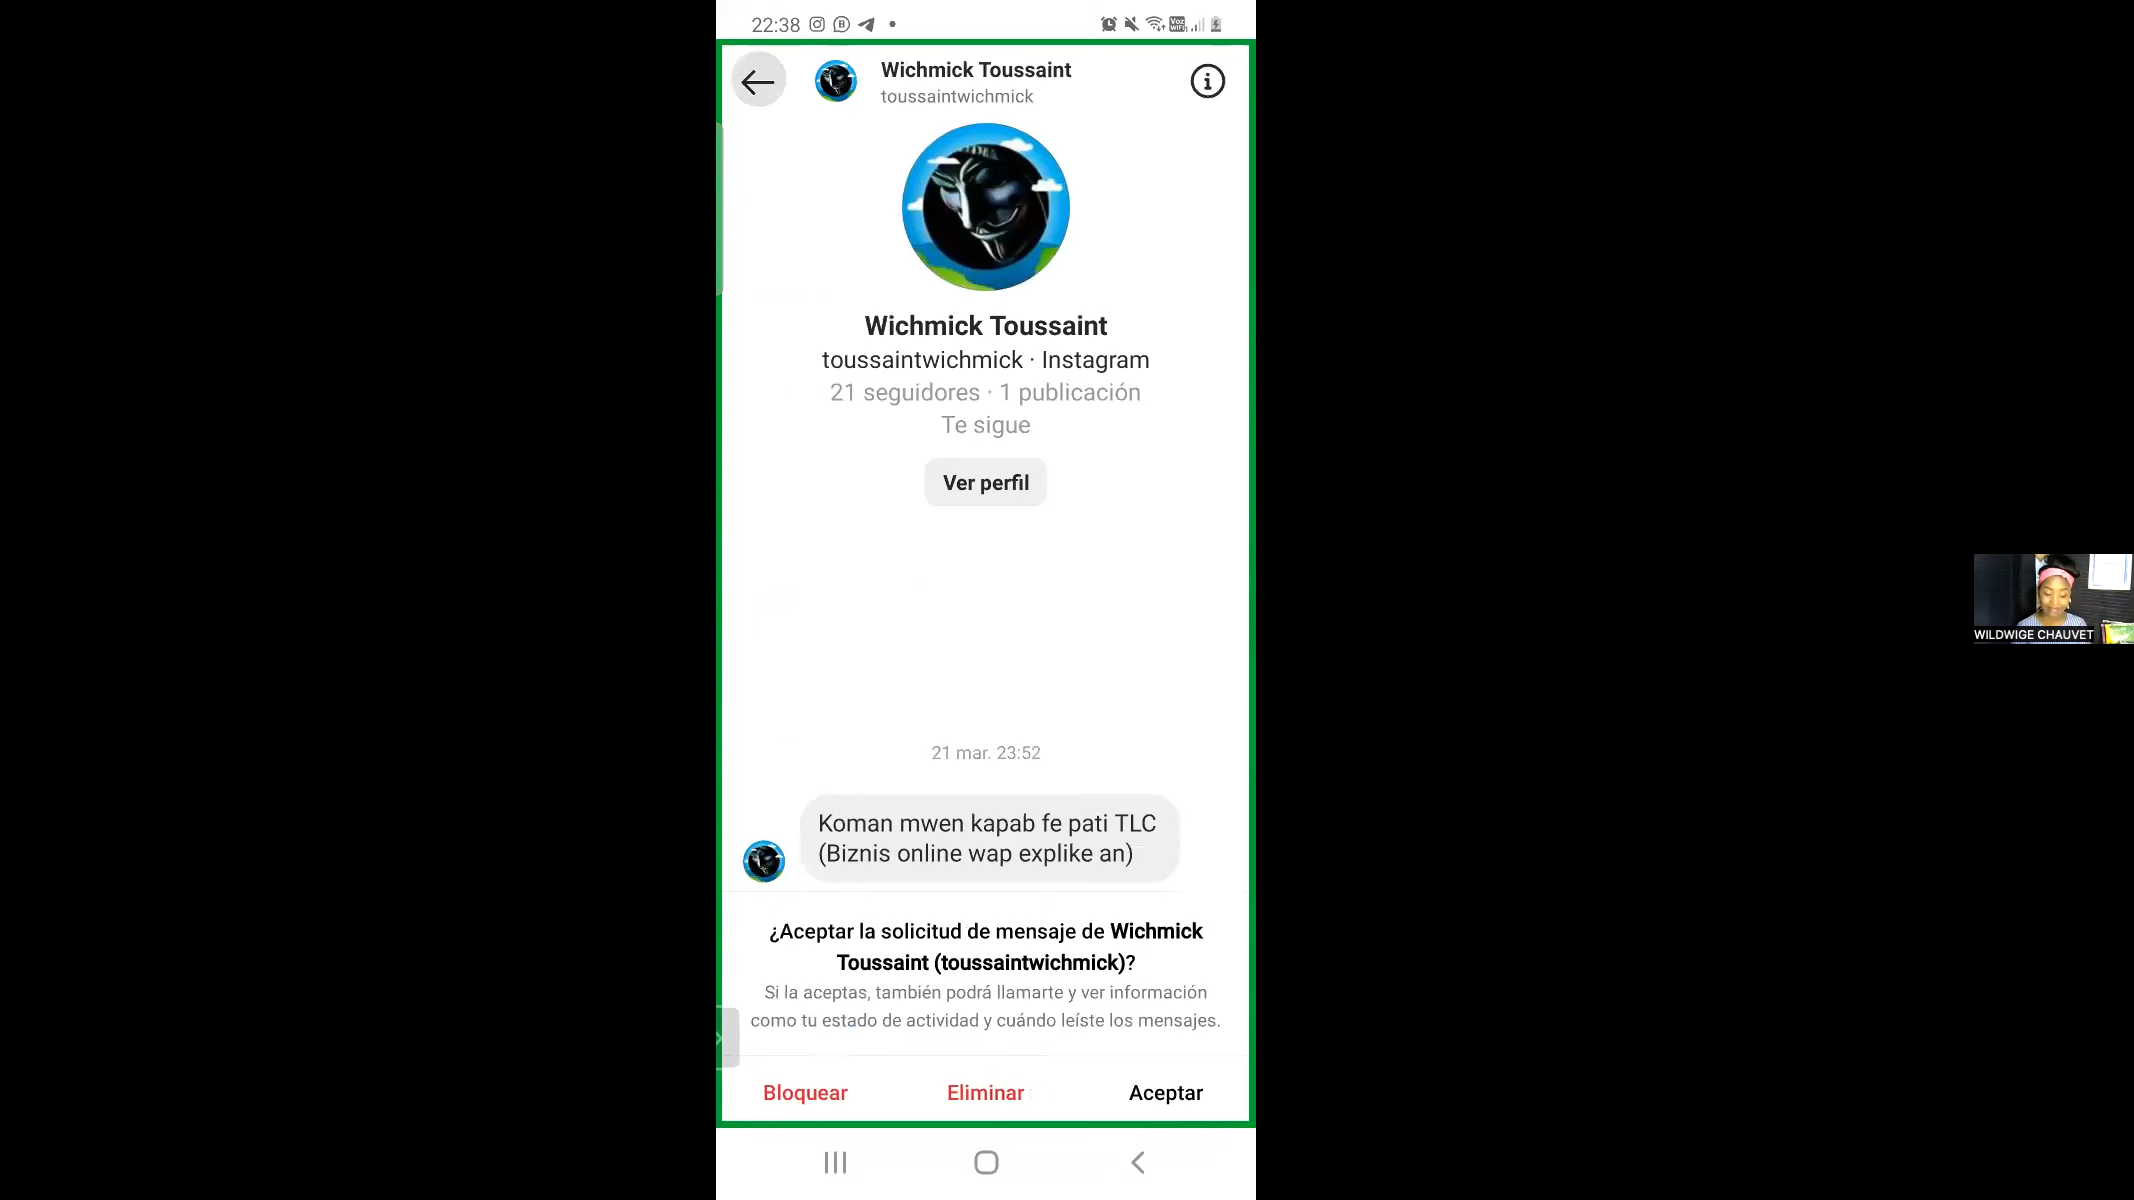 22:38
Wichmick Toussaint
toussaintwichmick
Wichmick Toussaint
toussaintwichmick · Instagram
21 seguidores · 1 publicación
Te sigue
Ver perfil
WILDWIGE CHAUVET
21 mar. 23:52
Koman mwen kapab fe pati TLC
(Biznis online wap explike an)
¿Aceptar la solicitud de mensaje de Wichmick
Toussaint (toussaintwichmick)?
Si la aceptas, también podrá llamarte y ver información
como tu estado de actividad y cuándo leíste los mensajes.
Bloquear
Eliminar
Aceptar